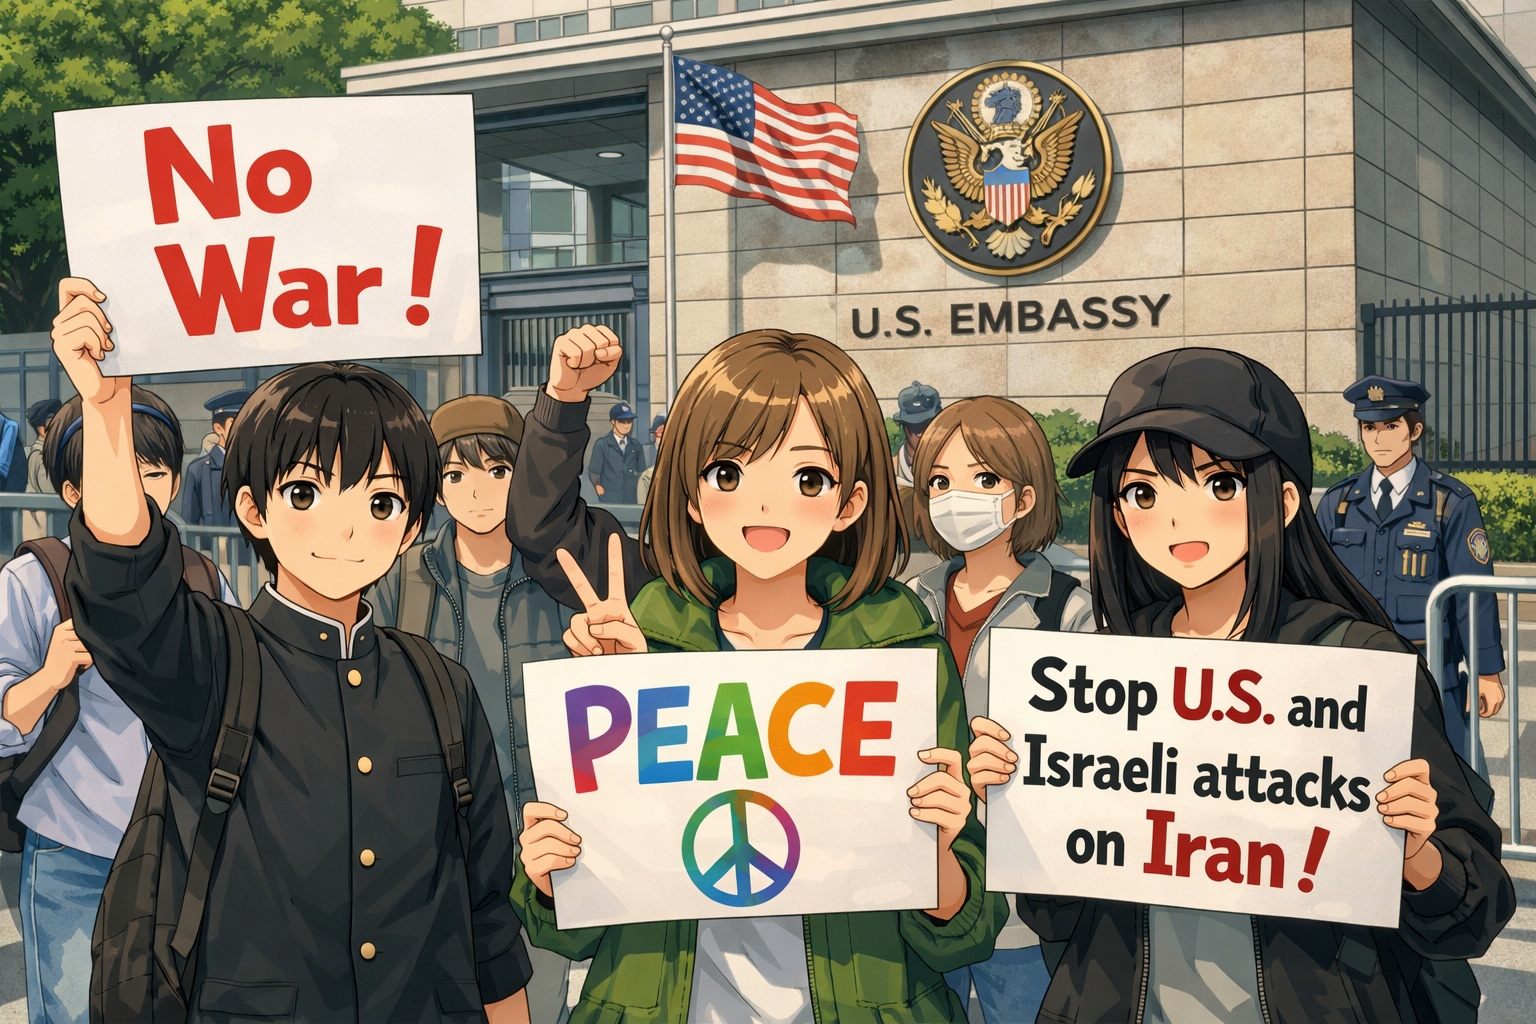 No
War!
U.S. EMBASSY
PEACE
Stop U.S. and
Israeli attacks
on Iran!